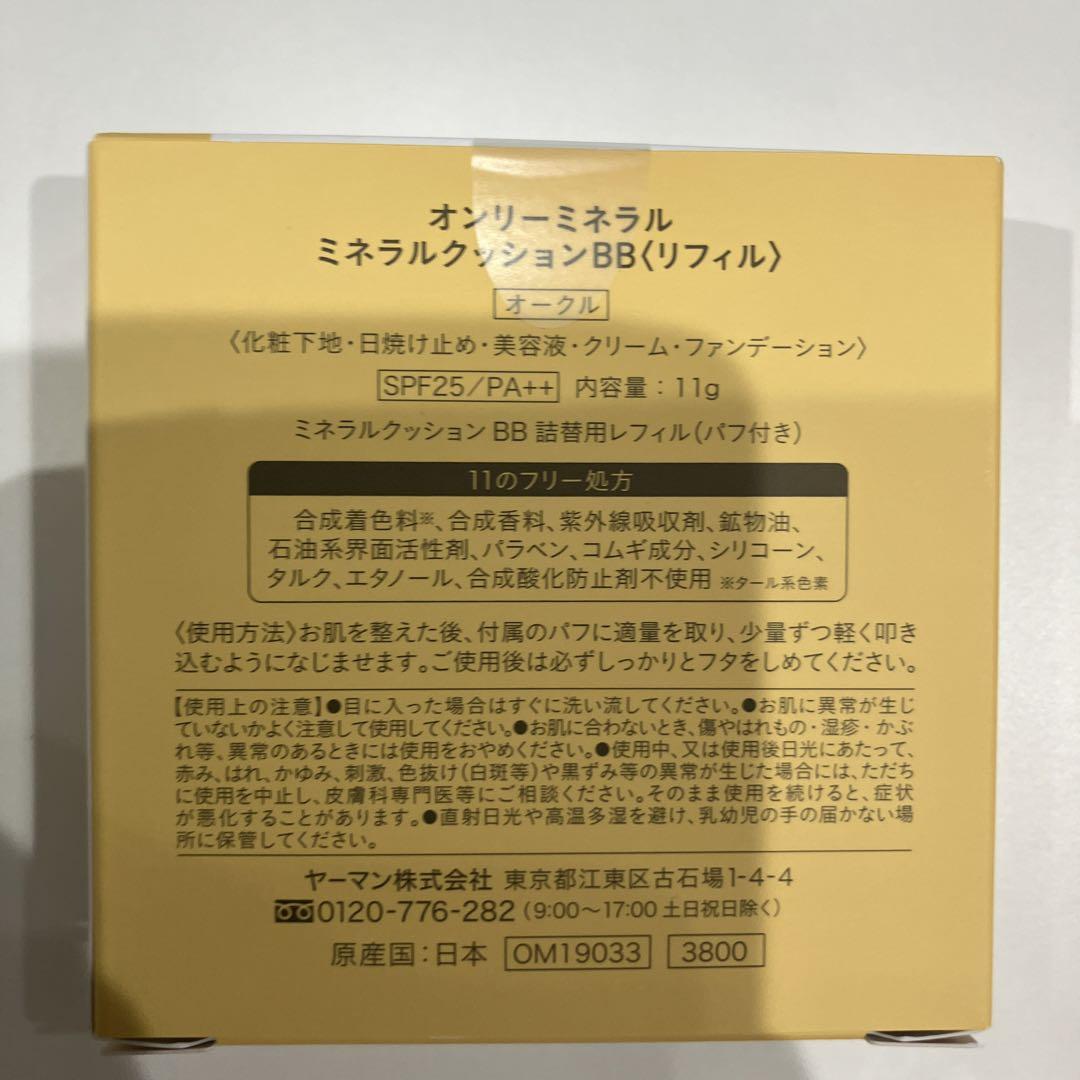 オンリーミネラル
ミネラルクッションBB〈リフィル〉
オークル
〈化粧下地・日焼け止め・美容液・クリーム・ファンデーション〉
SPF25/PA++ 内容量：11g
ミネラルクッション BB 詰替用レフィル（パフ付き）
11のフリー処方
合成着色料※、合成香料、紫外線吸収剤、鉱物油、
石油系界面活性剤、パラベン、コムギ成分、シリコーン、
タルク、エタノール、合成酸化防止剤不使用 ※タール系色素
〈使用方法〉お肌を整えた後、付属のパフに適量を取り、少量ずつ軽く叩き
込むようになじませます。ご使用後は必ずしっかりとフタをしめてください。
【使用上の注意】●目に入った場合はすぐに洗い流してください。●お肌に異常が生じ
ていないかよく注意して使用してください。●お肌に合わないとき、傷やはれもの・湿疹・かぶ
れ等、異常のあるときには使用をおやめください。●使用中、又は使用後日光にあたって、
赤み、はれ、かゆみ、刺激、色抜け（白斑等）や黒ずみ等の異常が生じた場合には、ただち
に使用を中止し、皮膚科専門医等にご相談ください。そのまま使用を続けると、症状
が悪化することがあります。●直射日光や高温多湿を避け、乳幼児の手の届かない場
所に保管してください。
ヤーマン株式会社 東京都江東区古石場1-4-4
0120-776-282（9:00〜17:00 土日祝日除く）
原産国：日本 OM19033 3800